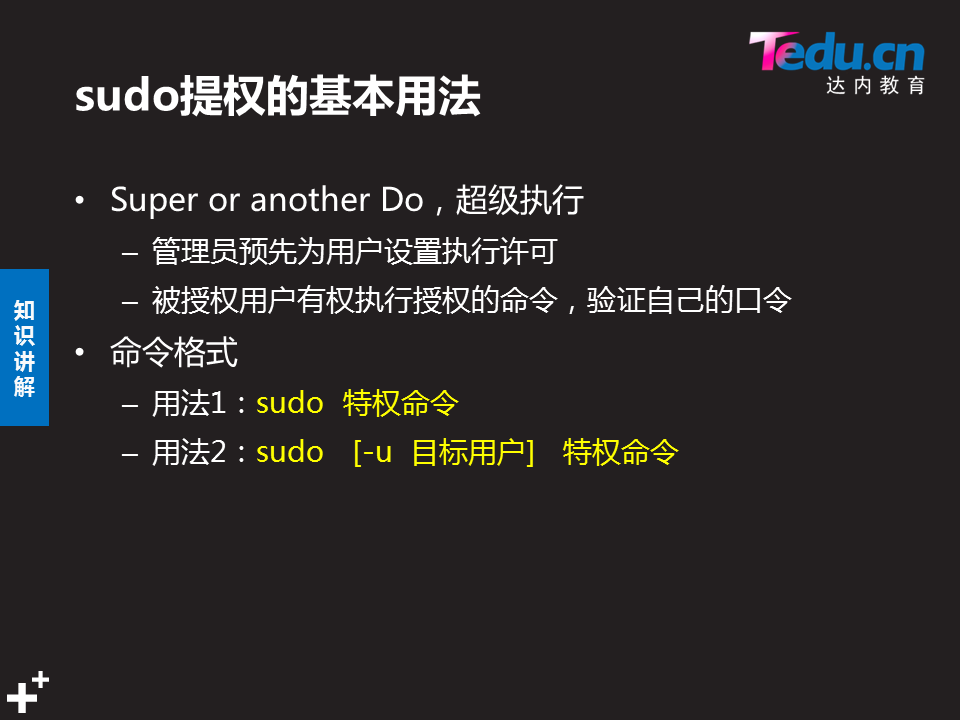 Tedu.cn
达内教育
sudo提权的基本用法
• Super or another Do，超级执行
– 管理员预先为用户设置执行许可
– 被授权用户有权执行授权的命令，验证自己的口令
• 命令格式
– 用法1：sudo 特权命令
– 用法2：sudo [-u 目标用户] 特权命令
知识讲解